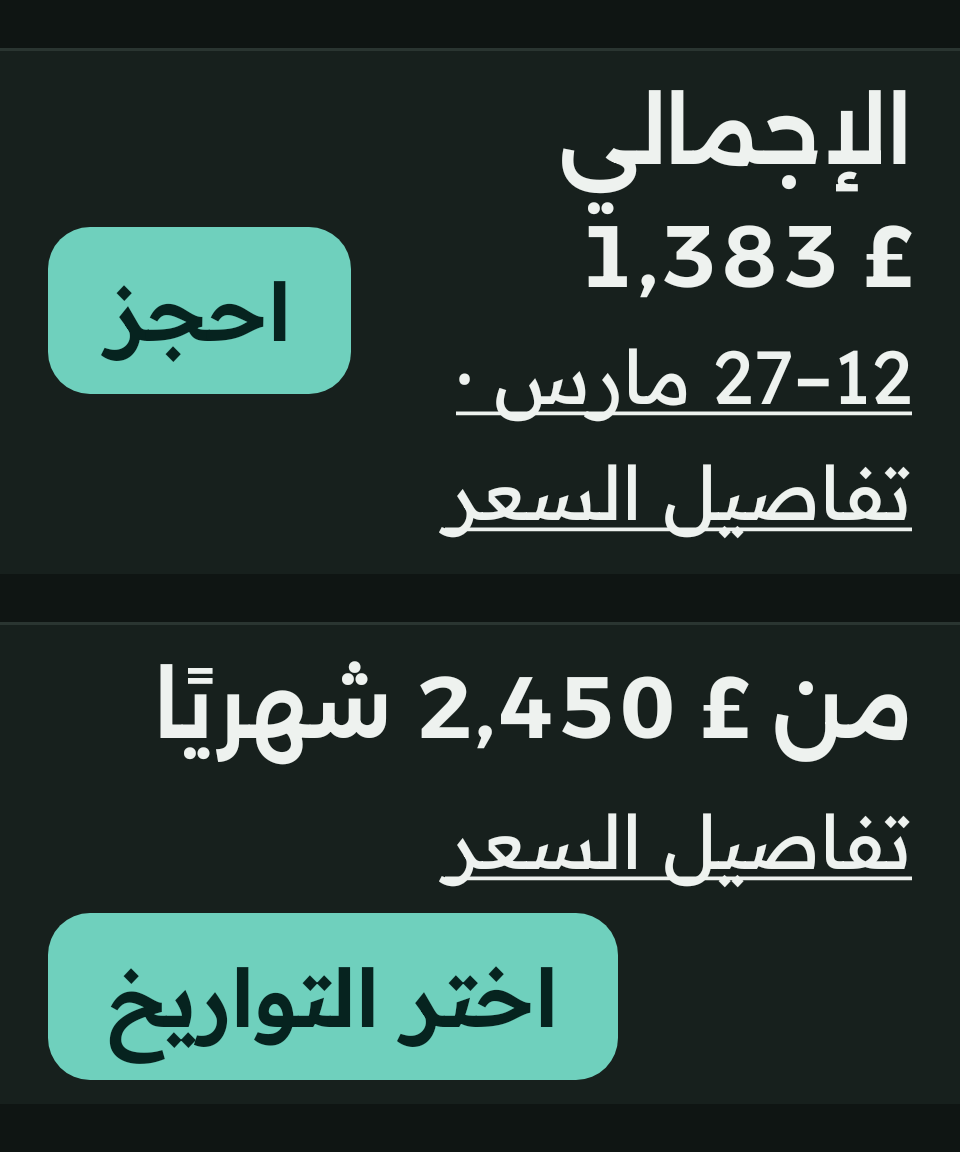 الإجمالي
£ 1,383
12–27 مارس ·
تفاصيل السعر
احجز
من £ 2,450 شهريًا
تفاصيل السعر
اختر التواريخ